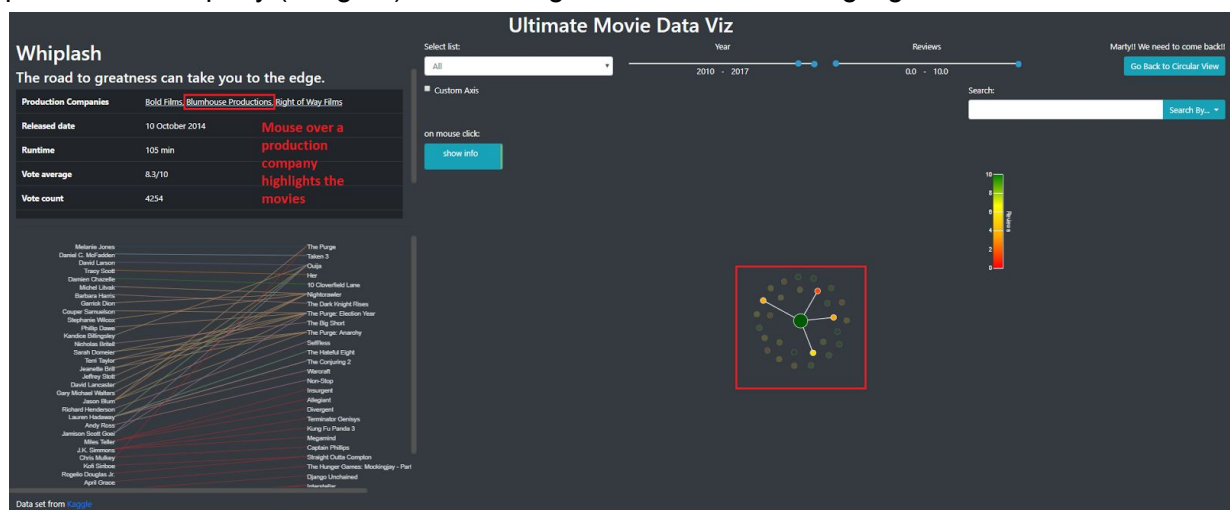 Ultimate Movie Data Viz
Whiplash
The road to greatness can take you to the edge.
Production Companies Bold Films, Blumhouse Productions, Right of Way Films
Released date 10 October 2014
Runtime 105 min
Vote average 8.3/10
Vote count 4254
Mouse over a
production
company
highlights the
movies
Select list:
All
Custom Axis
on mouse click:
show info
Year
2010 - 2017
Reviews
0.0 - 10.0
Marty!! We need to come back!!
Go Back to Circular View
Search:
Search By...
10
8
6
4
2
0
Reviews
Melanie Jones
Daniel C. McFadden
David Larson
Tracy Scott
Damien Chazelle
Michel Litvak
Barbara Harris
Garrick Dion
Couper Samuelson
Stephanie Wilcox
Phillip Dawe
Kandice Billingsley
Nicholas Britell
Sarah Domeier
Terri Taylor
Jeanette Brill
Jeffrey Stott
David Lancaster
Gary Michael Walters
Jason Blum
Richard Henderson
Lauren Hadaway
Andy Ross
Jamison Scott Goei
Miles Teller
J.K. Simmons
Chris Mulkey
Kofi Siriboe
Rogelio Douglas Jr.
April Grace
The Purge
Taken 3
Ouija
Her
10 Cloverfield Lane
Nightcrawler
The Dark Knight Rises
The Purge: Election Year
The Big Short
The Purge: Anarchy
Self/less
The Hateful Eight
The Conjuring 2
Warcraft
Non-Stop
Insurgent
Allegiant
Divergent
Terminator Genisys
Kung Fu Panda 3
Megamind
Captain Phillips
Straight Outta Compton
The Hunger Games: Mockingjay - Part
Django Unchained
Interstellar
Data set from Kaggle